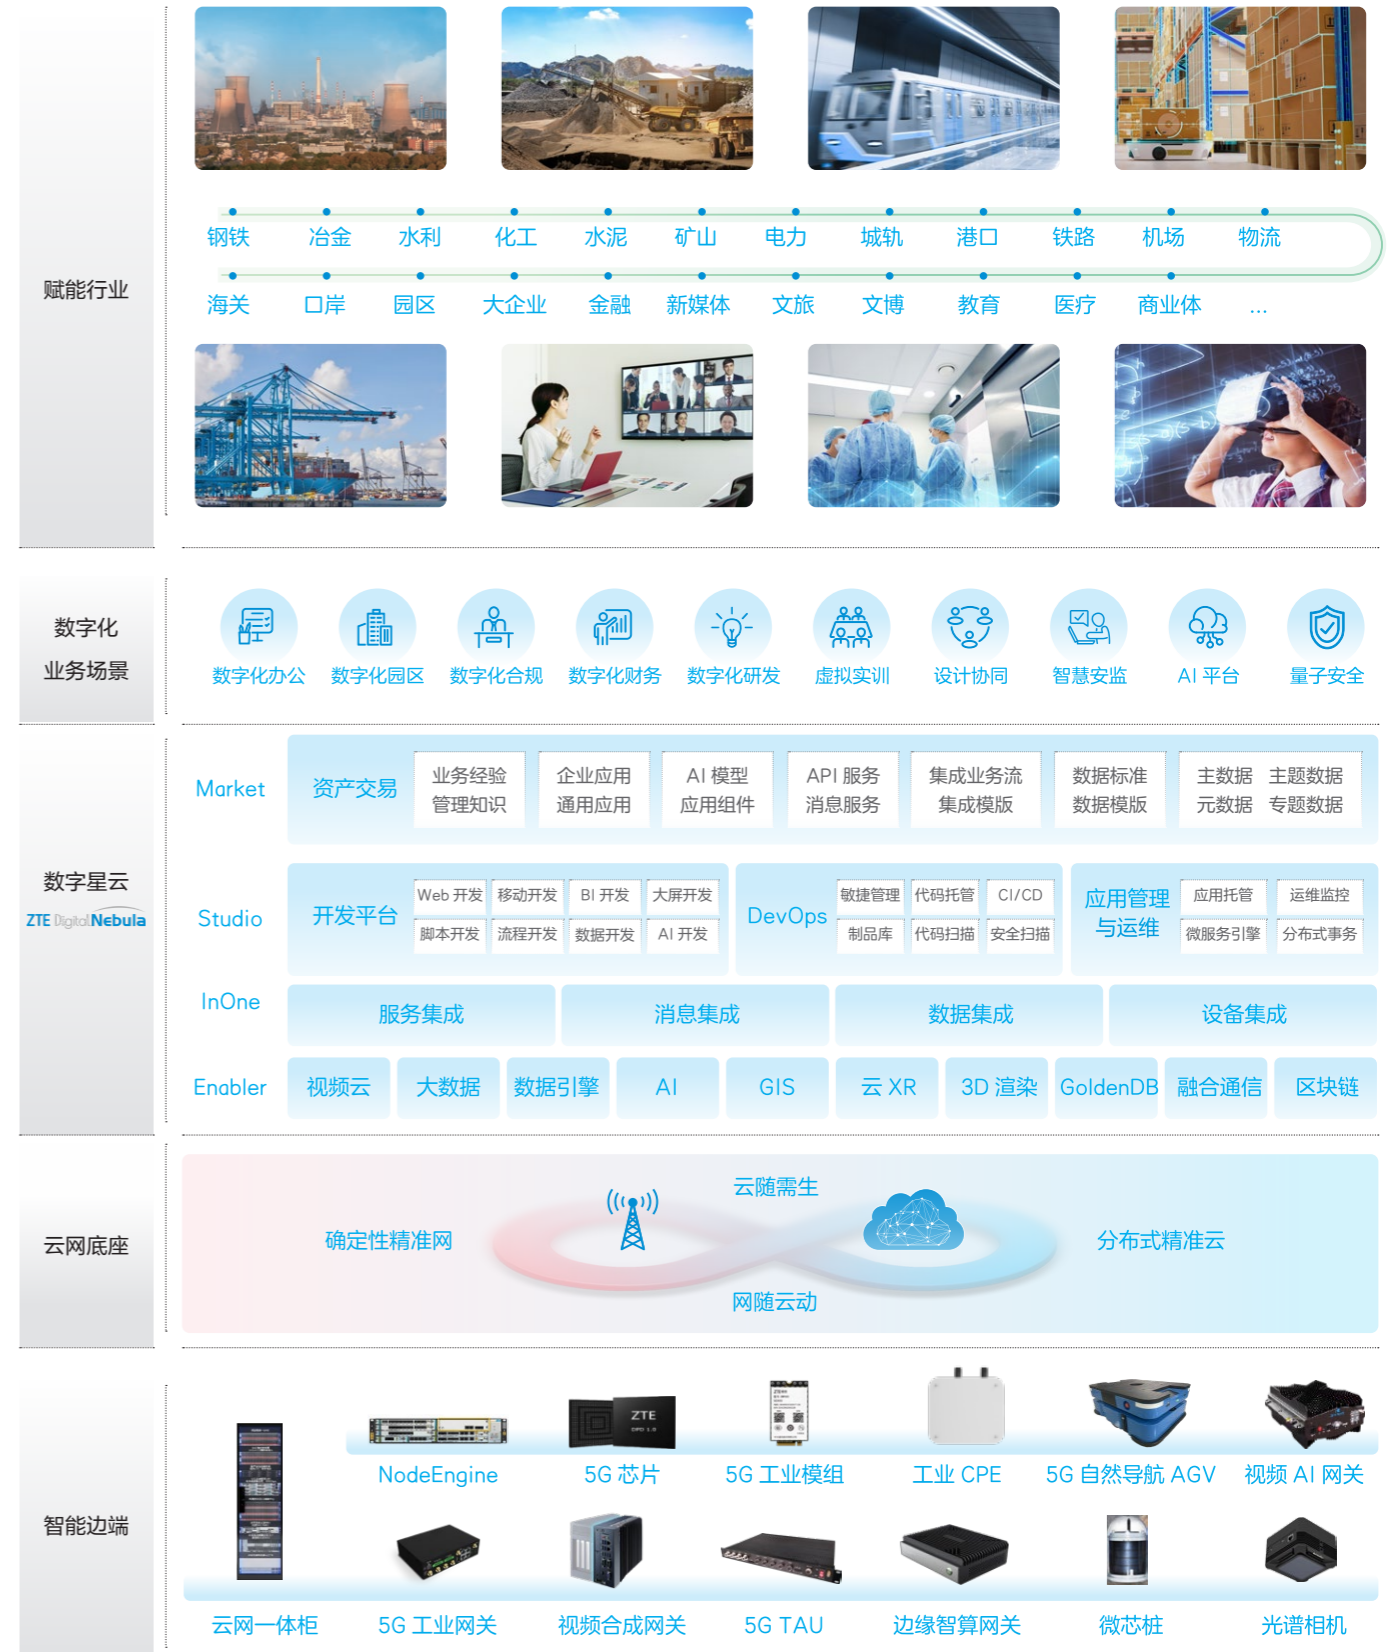 赋能行业
钢铁 冶金 水利 化工 水泥 矿山 电力 城轨 港口 铁路 机场 物流
海关 口岸 园区 大企业 金融 新媒体 文旅 文博 教育 医疗 商业体 ...
数字化
业务场景
数字化办公 数字化园区 数字化合规 数字化财务 数字化研发 虚拟实训 设计协同 智慧安监 AI 平台 量子安全
数字星云
ZTE Digital Nebula
Market
资产交易
业务经验 企业应用 AI 模型 API 服务 集成业务流 数据标准 主数据 主题数据
管理知识 通用应用 应用组件 消息服务 集成模版 数据模版 元数据 专题数据
Studio
开发平台
Web 开发 移动开发 BI 开发 大屏开发
脚本开发 流程开发 数据开发 AI 开发
DevOps
敏捷管理 代码托管 CI/CD
制品库 代码扫描 安全扫描
应用管理
与运维
应用托管 运维监控
微服务引擎 分布式事务
InOne
服务集成 消息集成 数据集成 设备集成
Enabler
视频云 大数据 数据引擎 AI GIS 云 XR 3D 渲染 GoldenDB 融合通信 区块链
云网底座
云随需生
确定性精准网 分布式精准云
网随云动
智能边端
ZTE
NodeEngine 5G 芯片 5G 工业模组 工业 CPE 5G 自然导航 AGV 视频 AI 网关
云网一体柜 5G 工业网关 视频合成网关 5G TAU 边缘智算网关 微芯桩 光谱相机